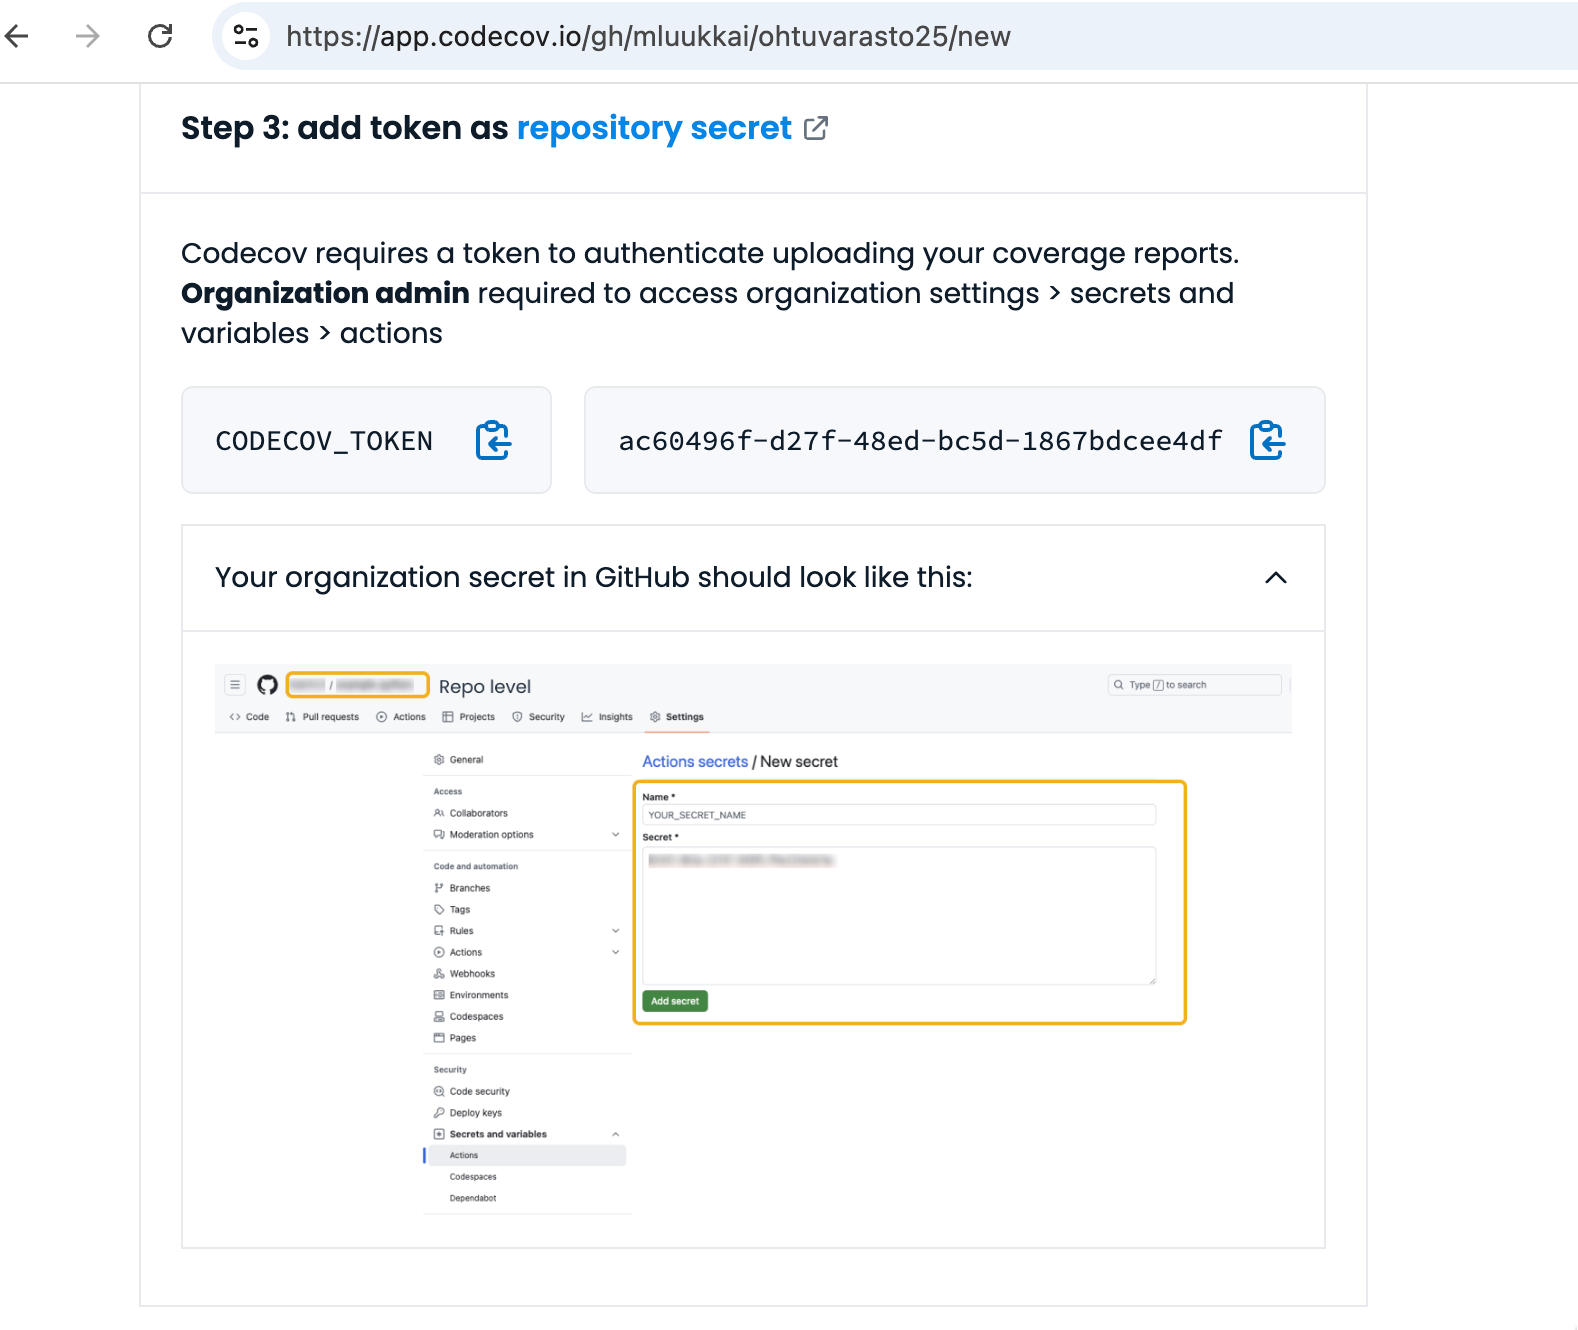 https://app.codecov.io/gh/mluukkai/ohtuvarasto25/new
Step 3: add token as repository secret
Codecov requires a token to authenticate uploading your coverage reports.
Organization admin required to access organization settings > secrets and
variables > actions
CODECOV_TOKEN
ac60496f-d27f-48ed-bc5d-1867bdcee4df
Your organization secret in GitHub should look like this:
/
Repo level
Type / to search
Code Pull requests Actions Projects Security Insights Settings
General
Access
Collaborators
Moderation options
Code and automation
Branches
Tags
Rules
Actions
Webhooks
Environments
Codespaces
Pages
Security
Code security
Deploy keys
Secrets and variables
Actions
Codespaces
Dependabot
Actions secrets / New secret
Name *
YOUR_SECRET_NAME
Secret *
Add secret